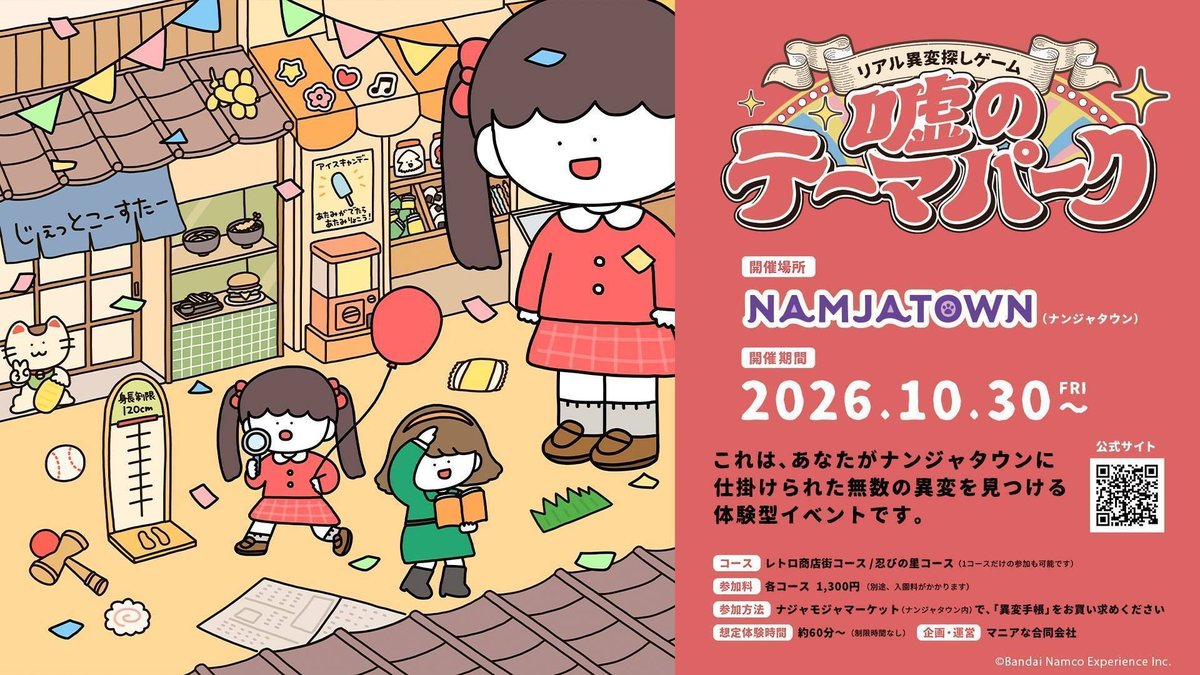 じぇっとこーすたー
アイスキャンデー
あたりがでたら
あたみりょこう!
身長制限
120cm
リアル異変探しゲーム
嘘の
テーマパーク
開催場所
NAMJATOWN(ナンジャタウン)
開催期間
2026.10.30 FRI~
これは、あなたがナンジャタウンに
仕掛けられた無数の異変を見つける
体験型イベントです。
公式サイト
コース レトロ商店街コース/忍びの里コース(1コースだけの参加も可能です)
参加料 各コース 1,300円(別途、入園料がかかります)
参加方法 ナジャモジャマーケット(ナンジャタウン内)で、「異変手帳」をお買い求めください
想定体験時間 約60分~(制限時間なし) 企画・運営 マニアな合同会社
©Bandai Namco Experience Inc.